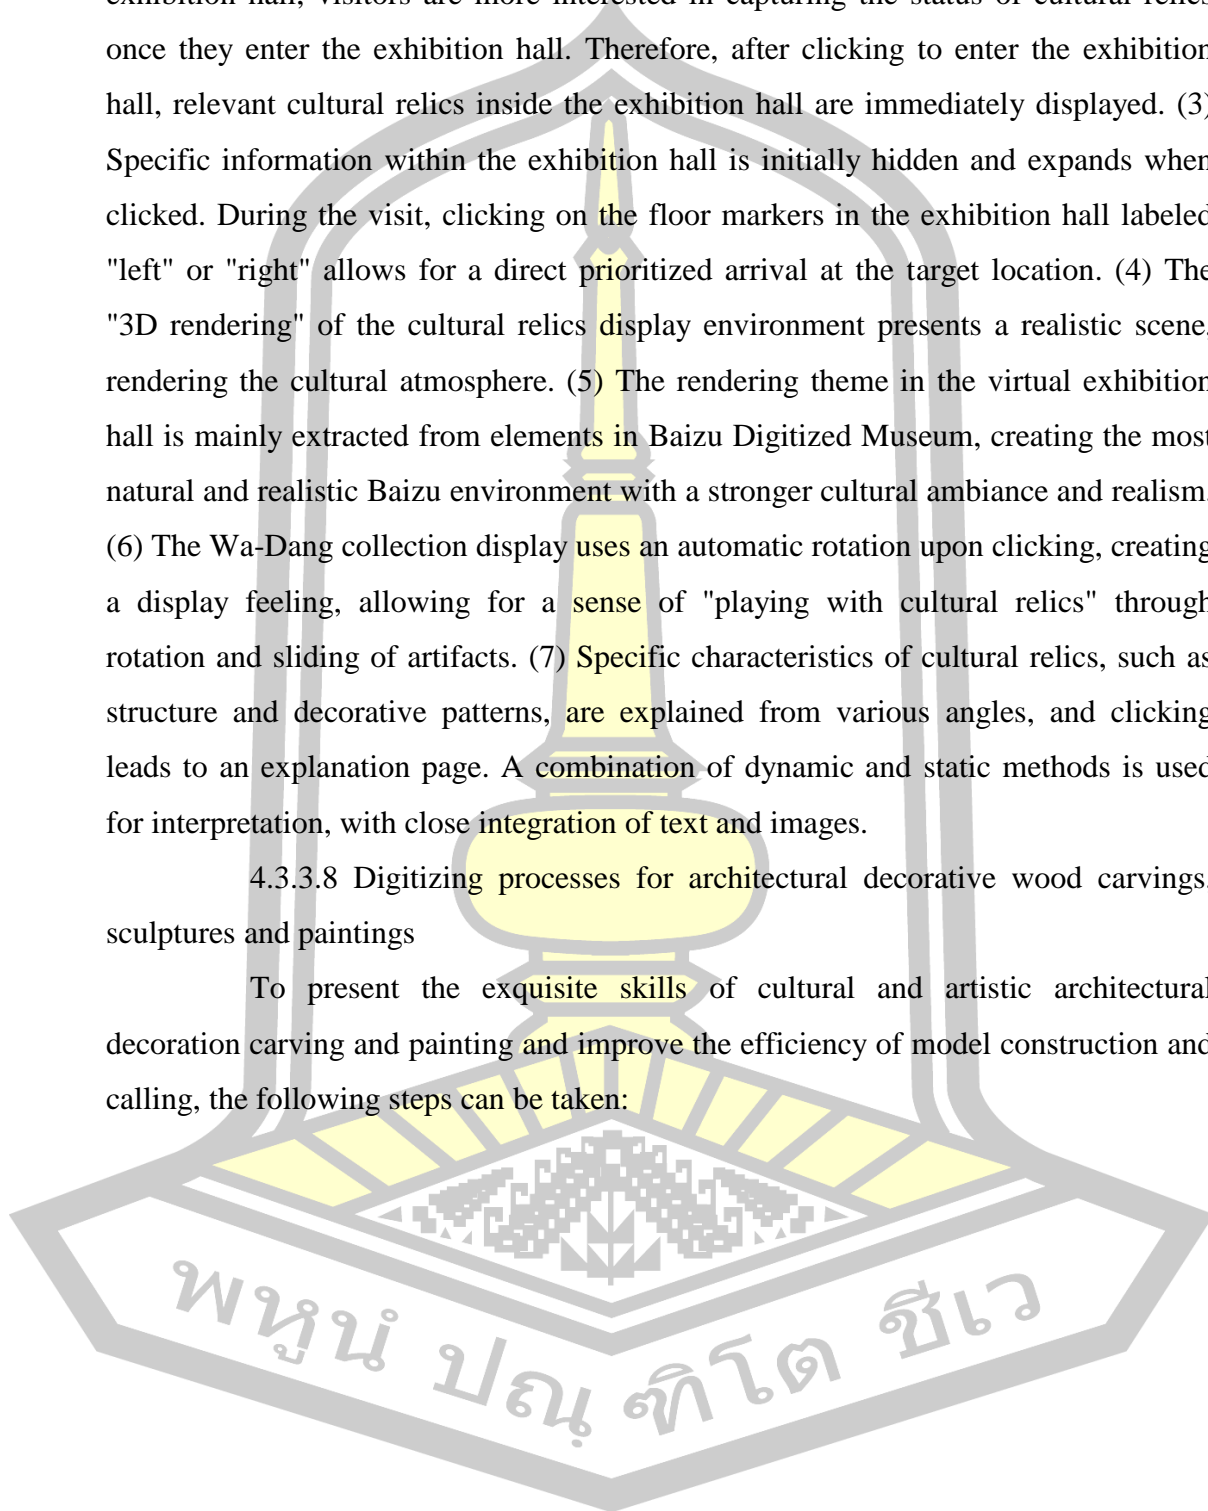 exhibition hall, visitors are more interested in capturing the status of cultural relics
once they enter the exhibition hall. Therefore, after clicking to enter the exhibition
hall, relevant cultural relics inside the exhibition hall are immediately displayed. (3)
Specific information within the exhibition hall is initially hidden and expands when
clicked. During the visit, clicking on the floor markers in the exhibition hall labeled
"left" or "right" allows for a direct prioritized arrival at the target location. (4) The
"3D rendering" of the cultural relics display environment presents a realistic scene,
rendering the cultural atmosphere. (5) The rendering theme in the virtual exhibition
hall is mainly extracted from elements in Baizu Digitized Museum, creating the most
natural and realistic Baizu environment with a stronger cultural ambiance and realism.
(6) The Wa-Dang collection display uses an automatic rotation upon clicking, creating
a display feeling, allowing for a sense of "playing with cultural relics" through
rotation and sliding of artifacts. (7) Specific characteristics of cultural relics, such as
structure and decorative patterns, are explained from various angles, and clicking
leads to an explanation page. A combination of dynamic and static methods is used
for interpretation, with close integration of text and images.
4.3.3.8 Digitizing processes for architectural decorative wood carvings,
sculptures and paintings
To present the exquisite skills of cultural and artistic architectural
decoration carving and painting and improve the efficiency of model construction and
calling, the following steps can be taken:
พหูนํ ปณฺฑิโต ชีเว